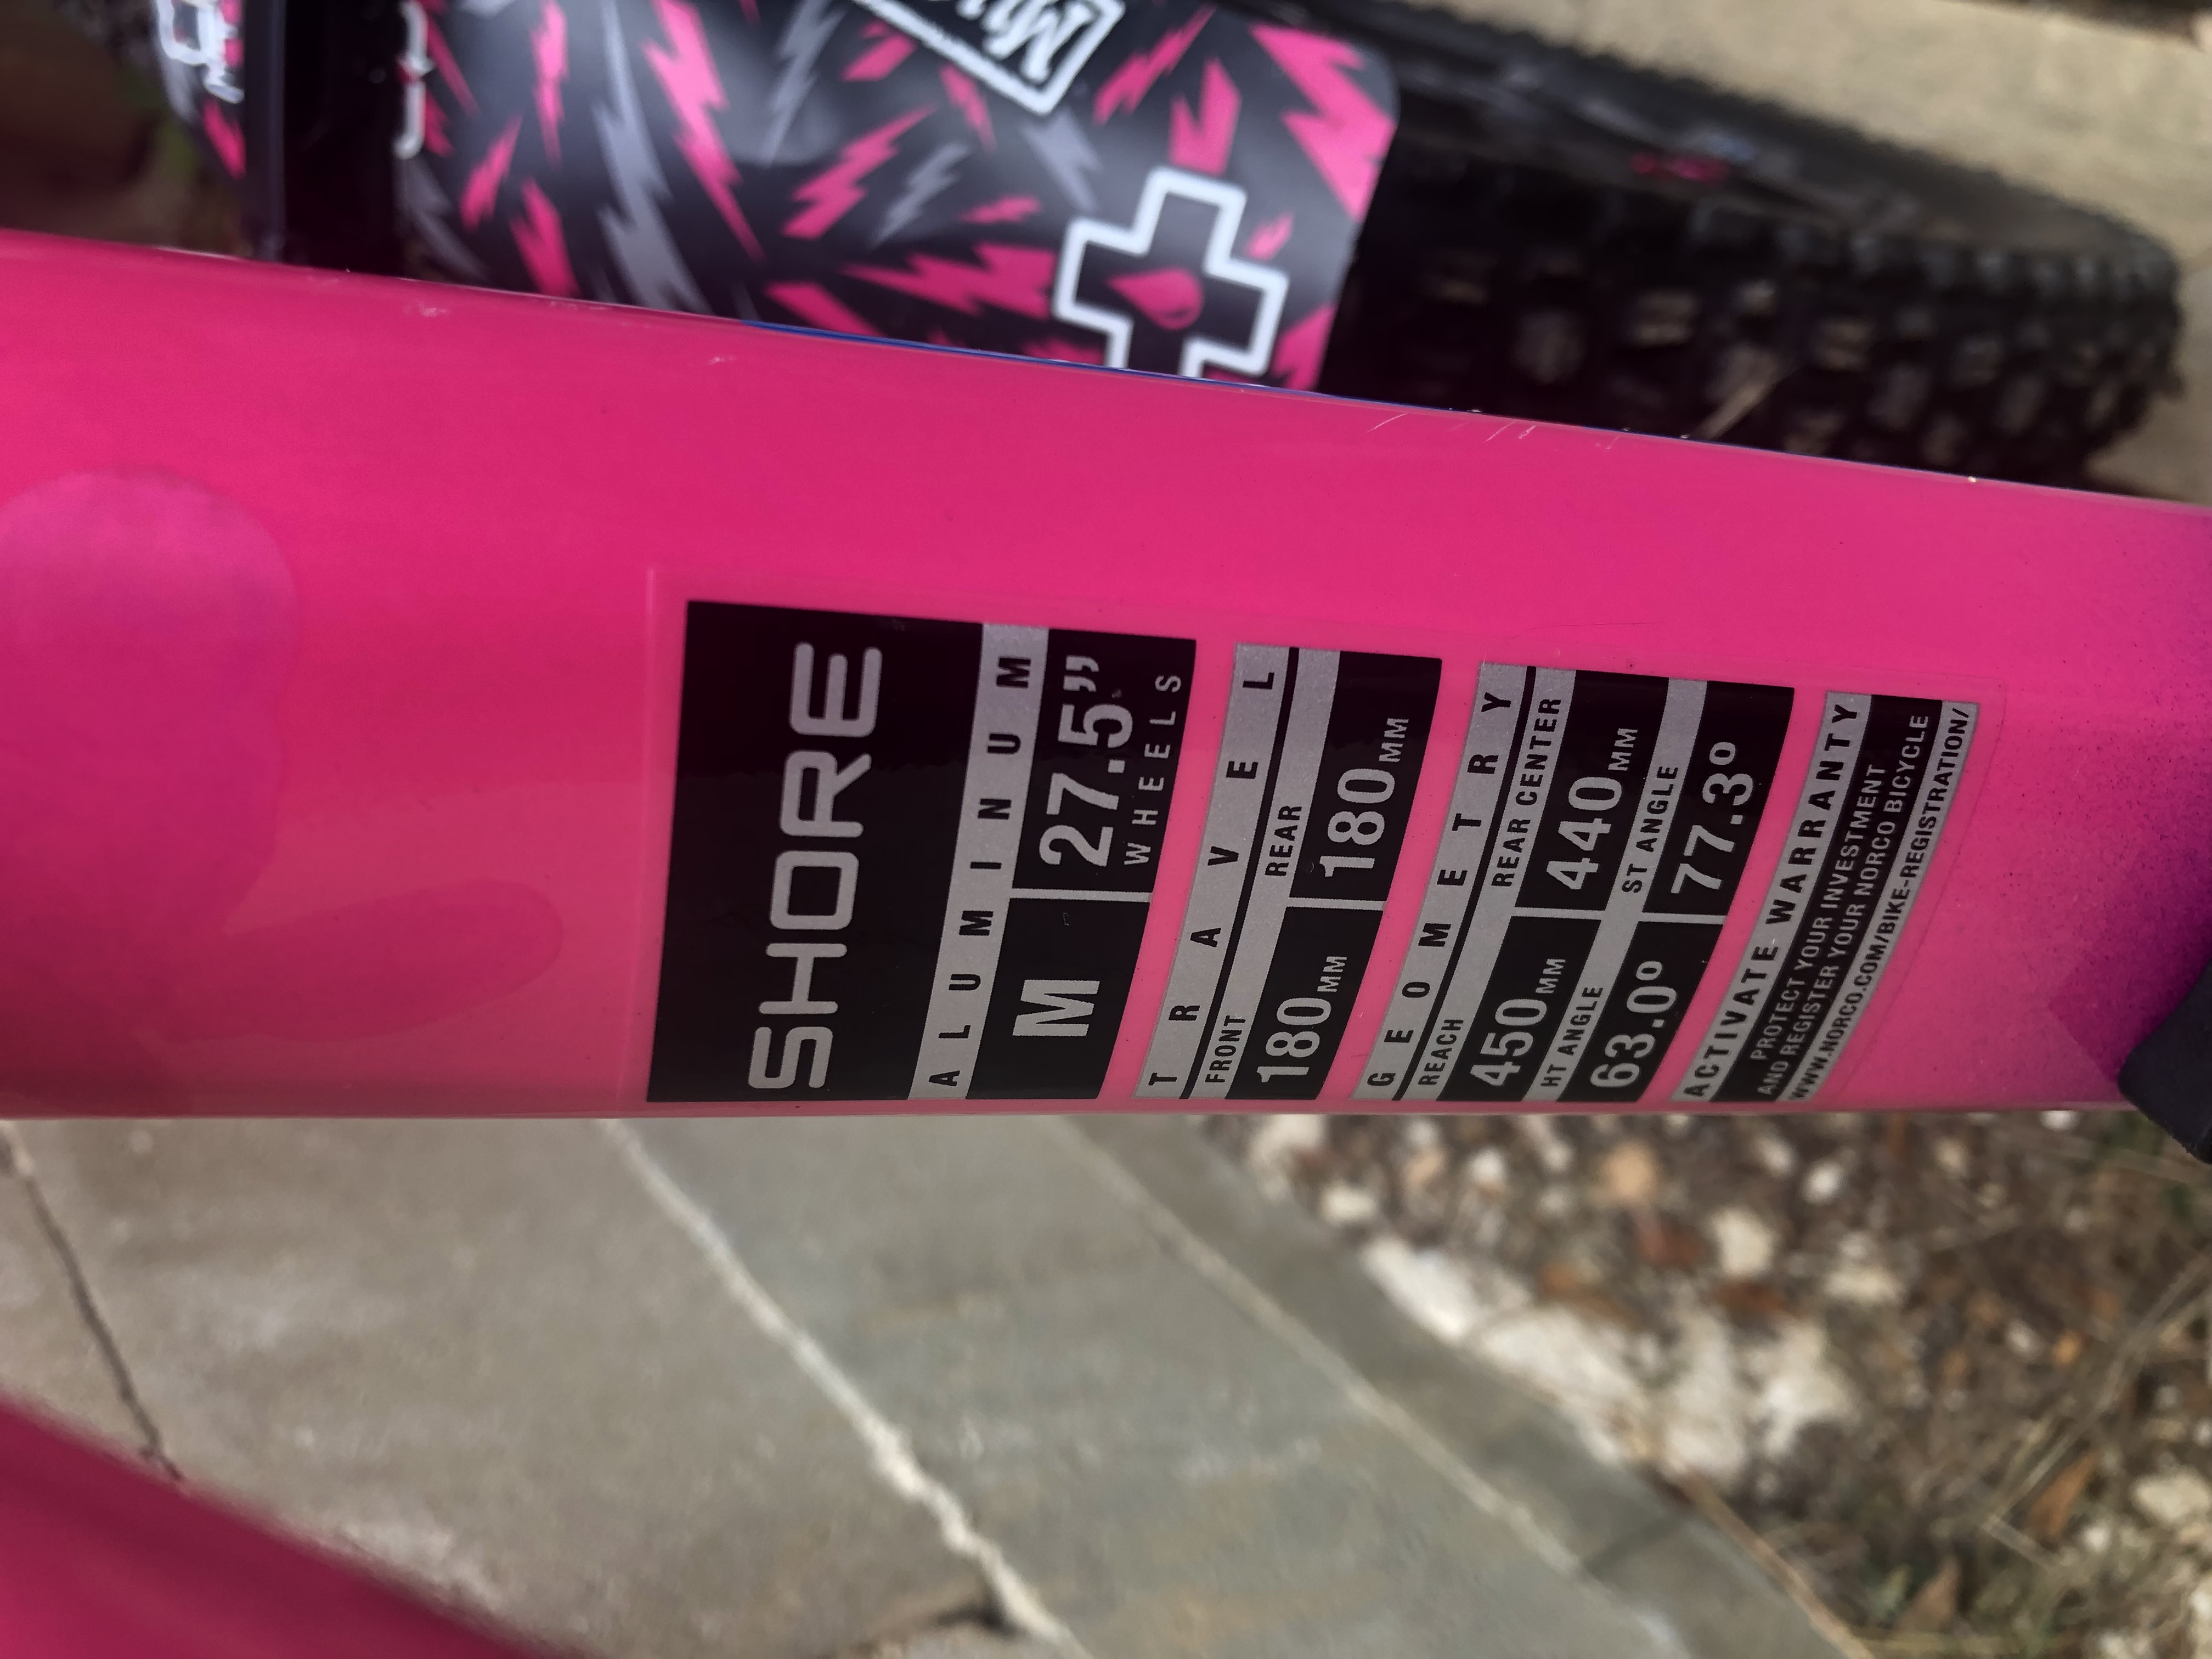 SHORE
ALUMINUM
M 27.5”
WHEELS
TRAVEL
FRONT REAR
180MM 180MM
GEOMETRY
REACH REAR CENTER
450MM 440MM
HT ANGLE ST ANGLE
63.0° 77.3°
ACTIVATE WARRANTY
PROTECT YOUR INVESTMENT
AND REGISTER YOUR NORCO BICYCLE
WWW.NORCO.COM/BIKE-REGISTRATION/